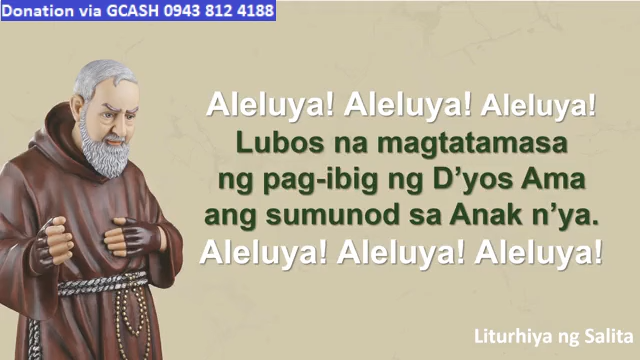 Donation via GCASH 0943 812 4188
Aleluya! Aleluya! Aleluya!
Lubos na magtatamasa
ng pag-ibig ng D'yos Ama
ang sumunod sa Anak n'ya.
Aleluya! Aleluya! Aleluya!
Liturhiya ng Salita